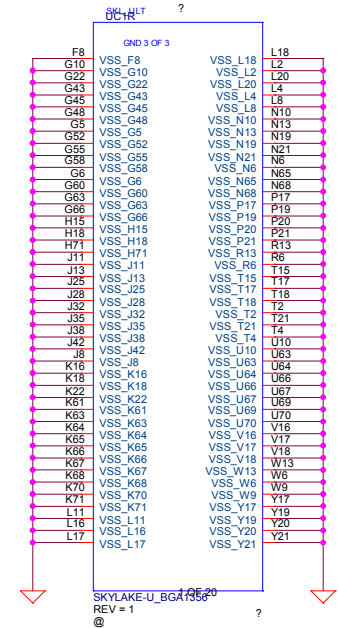 SKL_ULT
?
UC1R
GND 3 OF 3
F8 VSS_F8 VSS_L18 L18
G10 VSS_G10 VSS_L2 L2
G22 VSS_G22 VSS_L20 L20
G43 VSS_G43 VSS_L4 L4
G45 VSS_G45 VSS_L8 L8
G48 VSS_G48 VSS_N10 N10
G5 VSS_G5 VSS_N13 N13
G52 VSS_G52 VSS_N19 N19
G55 VSS_G55 VSS_N21 N21
G58 VSS_G58 VSS_N6 N6
G6 VSS_G6 VSS_N65 N65
G60 VSS_G60 VSS_N68 N68
G63 VSS_G63 VSS_P17 P17
G66 VSS_G66 VSS_P19 P19
H15 VSS_H15 VSS_P20 P20
H18 VSS_H18 VSS_P21 P21
H71 VSS_H71 VSS_R13 R13
J11 VSS_J11 VSS_R6 R6
J13 VSS_J13 VSS_T15 T15
J25 VSS_J25 VSS_T17 T17
J28 VSS_J28 VSS_T18 T18
J32 VSS_J32 VSS_T2 T2
J35 VSS_J35 VSS_T21 T21
J38 VSS_J38 VSS_T4 T4
J42 VSS_J42 VSS_U10 U10
J8 VSS_J8 VSS_U63 U63
K16 VSS_K16 VSS_U64 U64
K18 VSS_K18 VSS_U66 U66
K22 VSS_K22 VSS_U67 U67
K61 VSS_K61 VSS_U69 U69
K63 VSS_K63 VSS_U70 U70
K64 VSS_K64 VSS_V16 V16
K65 VSS_K65 VSS_V17 V17
K66 VSS_K66 VSS_V18 V18
K67 VSS_K67 VSS_W13 W13
K68 VSS_K68 VSS_W6 W6
K70 VSS_K70 VSS_W9 W9
K71 VSS_K71 VSS_Y17 Y17
L11 VSS_L11 VSS_Y19 Y19
L16 VSS_L16 VSS_Y20 Y20
L17 VSS_L17 VSS_Y21 Y21
1 OF 20
SKYLAKE-U_BGA1356
REV = 1
?
@